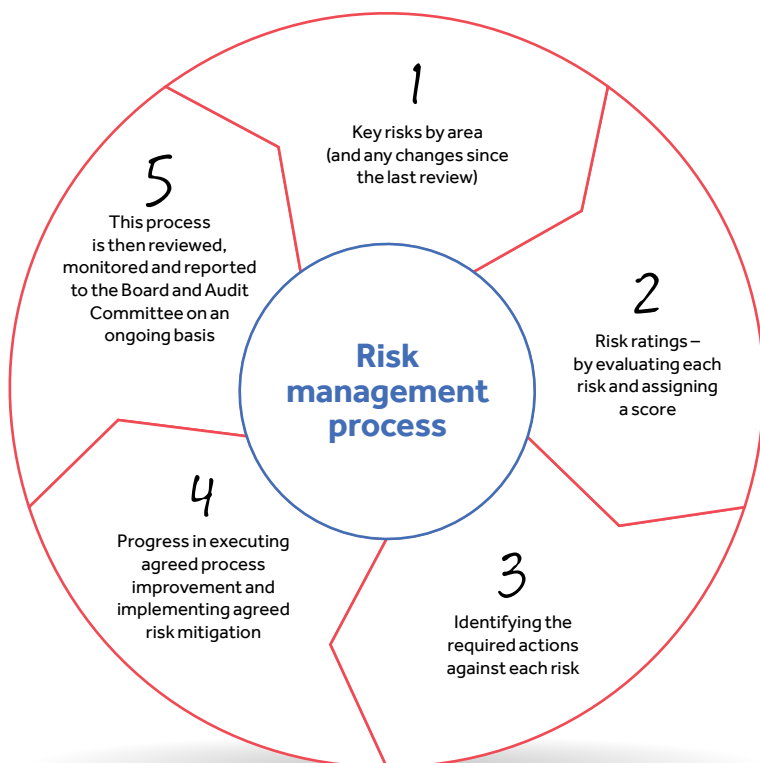 1
Key risks by area
(and any changes since
the last review)
2
Risk ratings –
by evaluating each
risk and assigning
a score
3
Identifying the
required actions
against each risk
4
Progress in executing
agreed process
improvement and
implementing agreed
risk mitigation
5
This process
is then reviewed,
monitored and reported
to the Board and Audit
Committee on an
ongoing basis
Risk
management
process